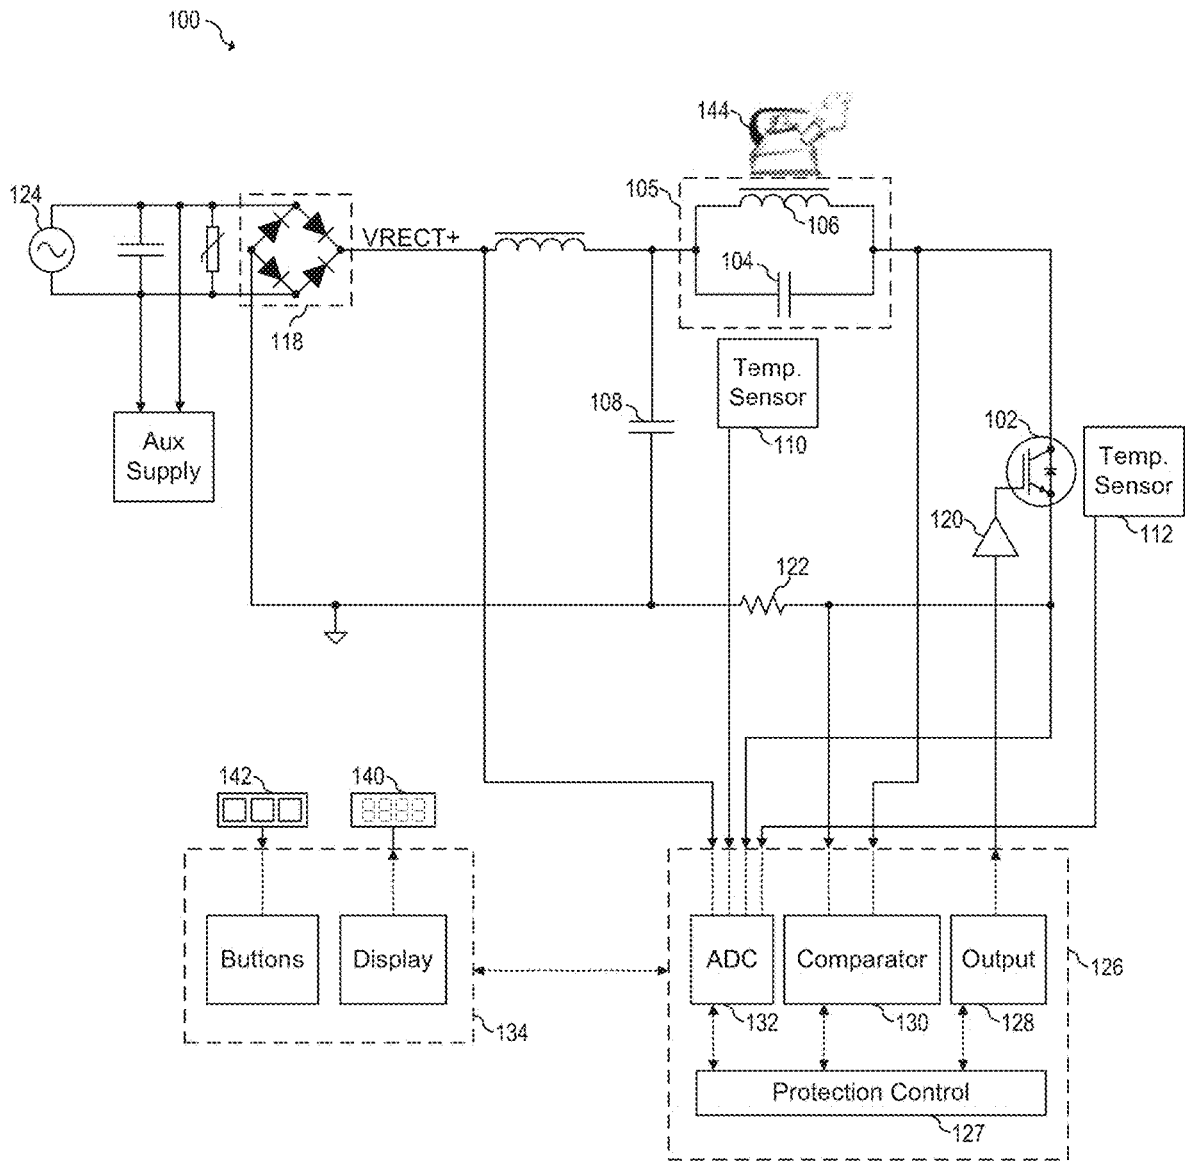 100
144
124
105
106
VRECT+
104
118
Temp.
Sensor
110
108
102
Aux
Supply
Temp.
Sensor
112
120
122
142
140
Buttons
Display
134
ADC
132
Comparator
130
Output
128
126
Protection Control
127